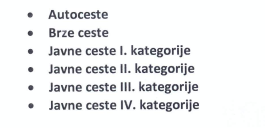 • Autoceste
• Brze ceste
• Javne ceste I. kategorije
• Javne ceste II. kategorije
• Javne ceste III. kategorije
• Javne ceste IV. kategorije